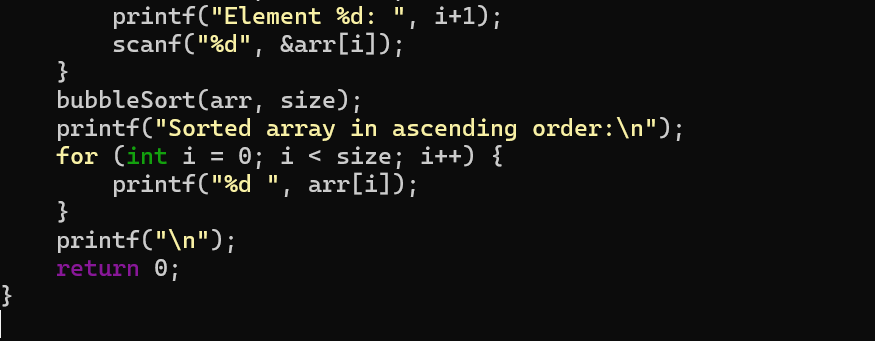 printf("Element %d: ", i+1);
        scanf("%d", &arr[i]);
    }
    bubbleSort(arr, size);
    printf("Sorted array in ascending order:\n");
    for (int i = 0; i < size; i++) {
        printf("%d ", arr[i]);
    }
    printf("\n");
    return 0;
}